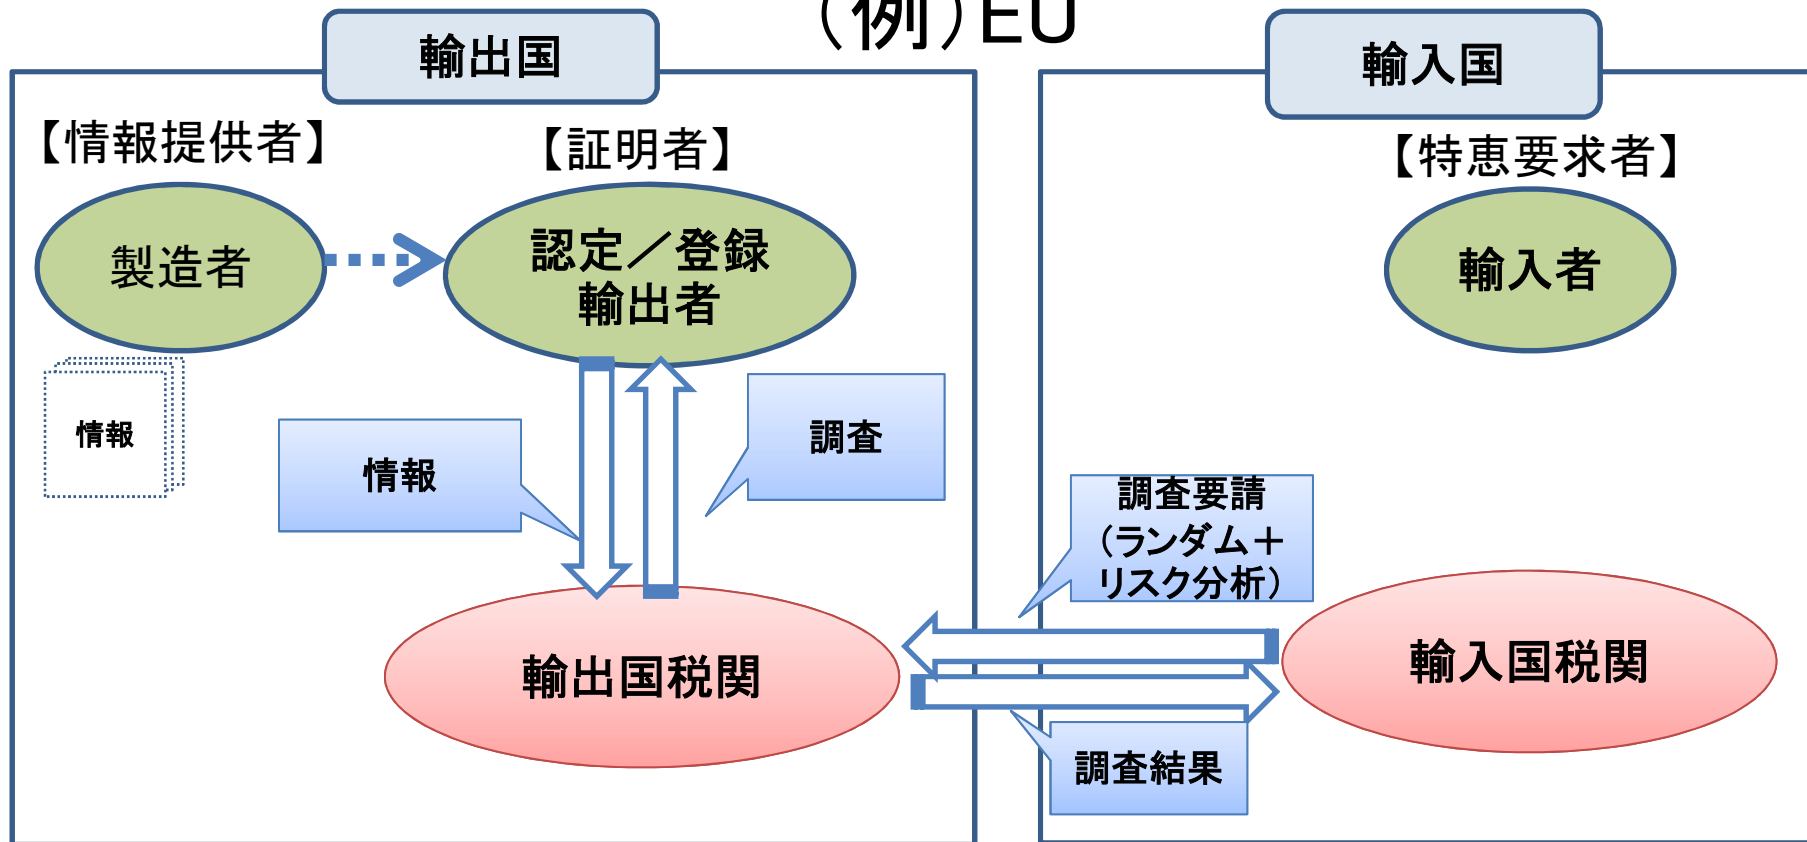 （例）EU
輸出国
輸入国
【情報提供者】
【証明者】
【特恵要求者】
製造者
認定／登録
輸出者
輸入者
情報
情報
調査
調査要請
（ランダム＋
リスク分析）
輸出国税関
輸入国税関
調査結果